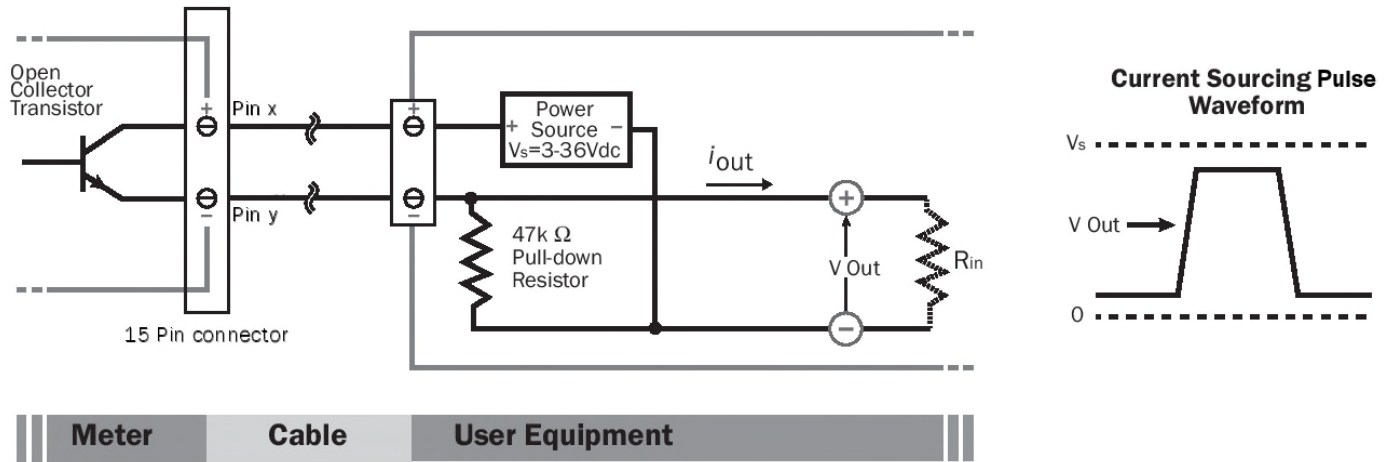 Open
Collector
Transistor
+
Pin x
−
Pin y
15 Pin connector
+
−
+ Power −
Source
Vs=3-36Vdc
47k Ω
Pull-down
Resistor
iout
+
V Out
−
Rin
Current Sourcing Pulse
Waveform
Vs
V Out
0
Meter
Cable
User Equipment